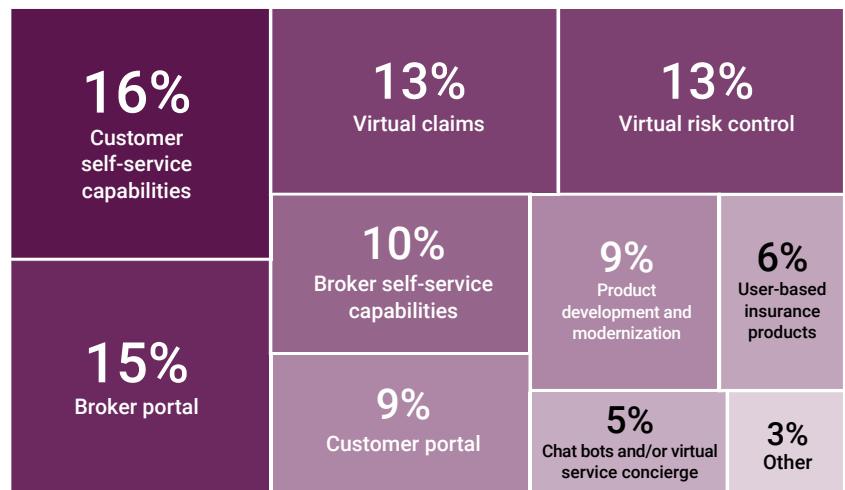 16%
Customer
self-service
capabilities
13%
Virtual claims
13%
Virtual risk control
15%
Broker portal
10%
Broker self-service
capabilities
9%
Product
development and
modernization
6%
User-based
insurance
products
9%
Customer portal
5%
Chat bots and/or virtual
service concierge
3%
Other